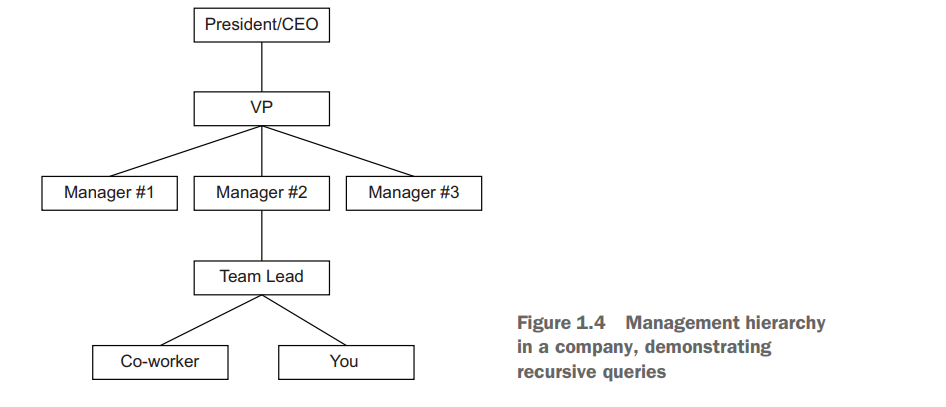 President/CEO
VP
Manager #1
Manager #2
Manager #3
Team Lead
Co-worker
You
Figure 1.4 Management hierarchy
in a company, demonstrating
recursive queries